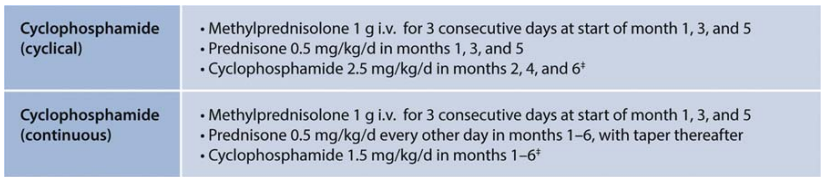 Cyclophosphamide
(cyclical)
• Methylprednisolone 1 g i.v. for 3 consecutive days at start of month 1, 3, and 5
• Prednisone 0.5 mg/kg/d in months 1, 3, and 5
• Cyclophosphamide 2.5 mg/kg/d in months 2, 4, and 6‡
Cyclophosphamide
(continuous)
• Methylprednisolone 1 g i.v. for 3 consecutive days at start of month 1, 3, and 5
• Prednisone 0.5 mg/kg/d every other day in months 1–6, with taper thereafter
• Cyclophosphamide 1.5 mg/kg/d in months 1–6‡